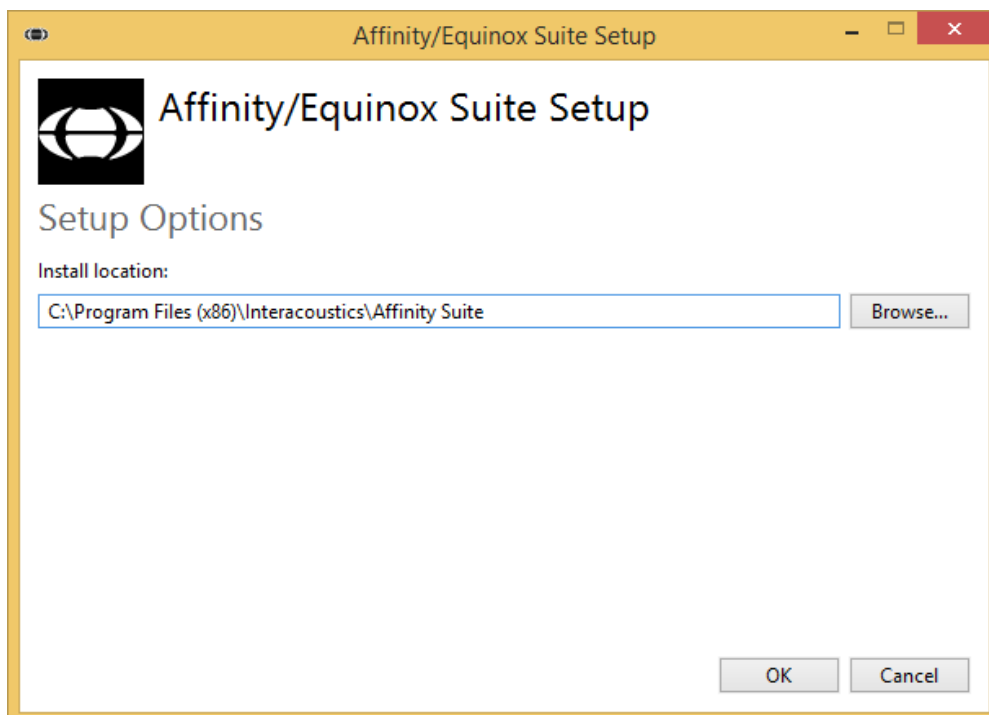 Affinity/Equinox Suite Setup
Affinity/Equinox Suite Setup
Setup Options
Install location:
C:\Program Files (x86)\Interacoustics\Affinity Suite
Browse...
OK
Cancel